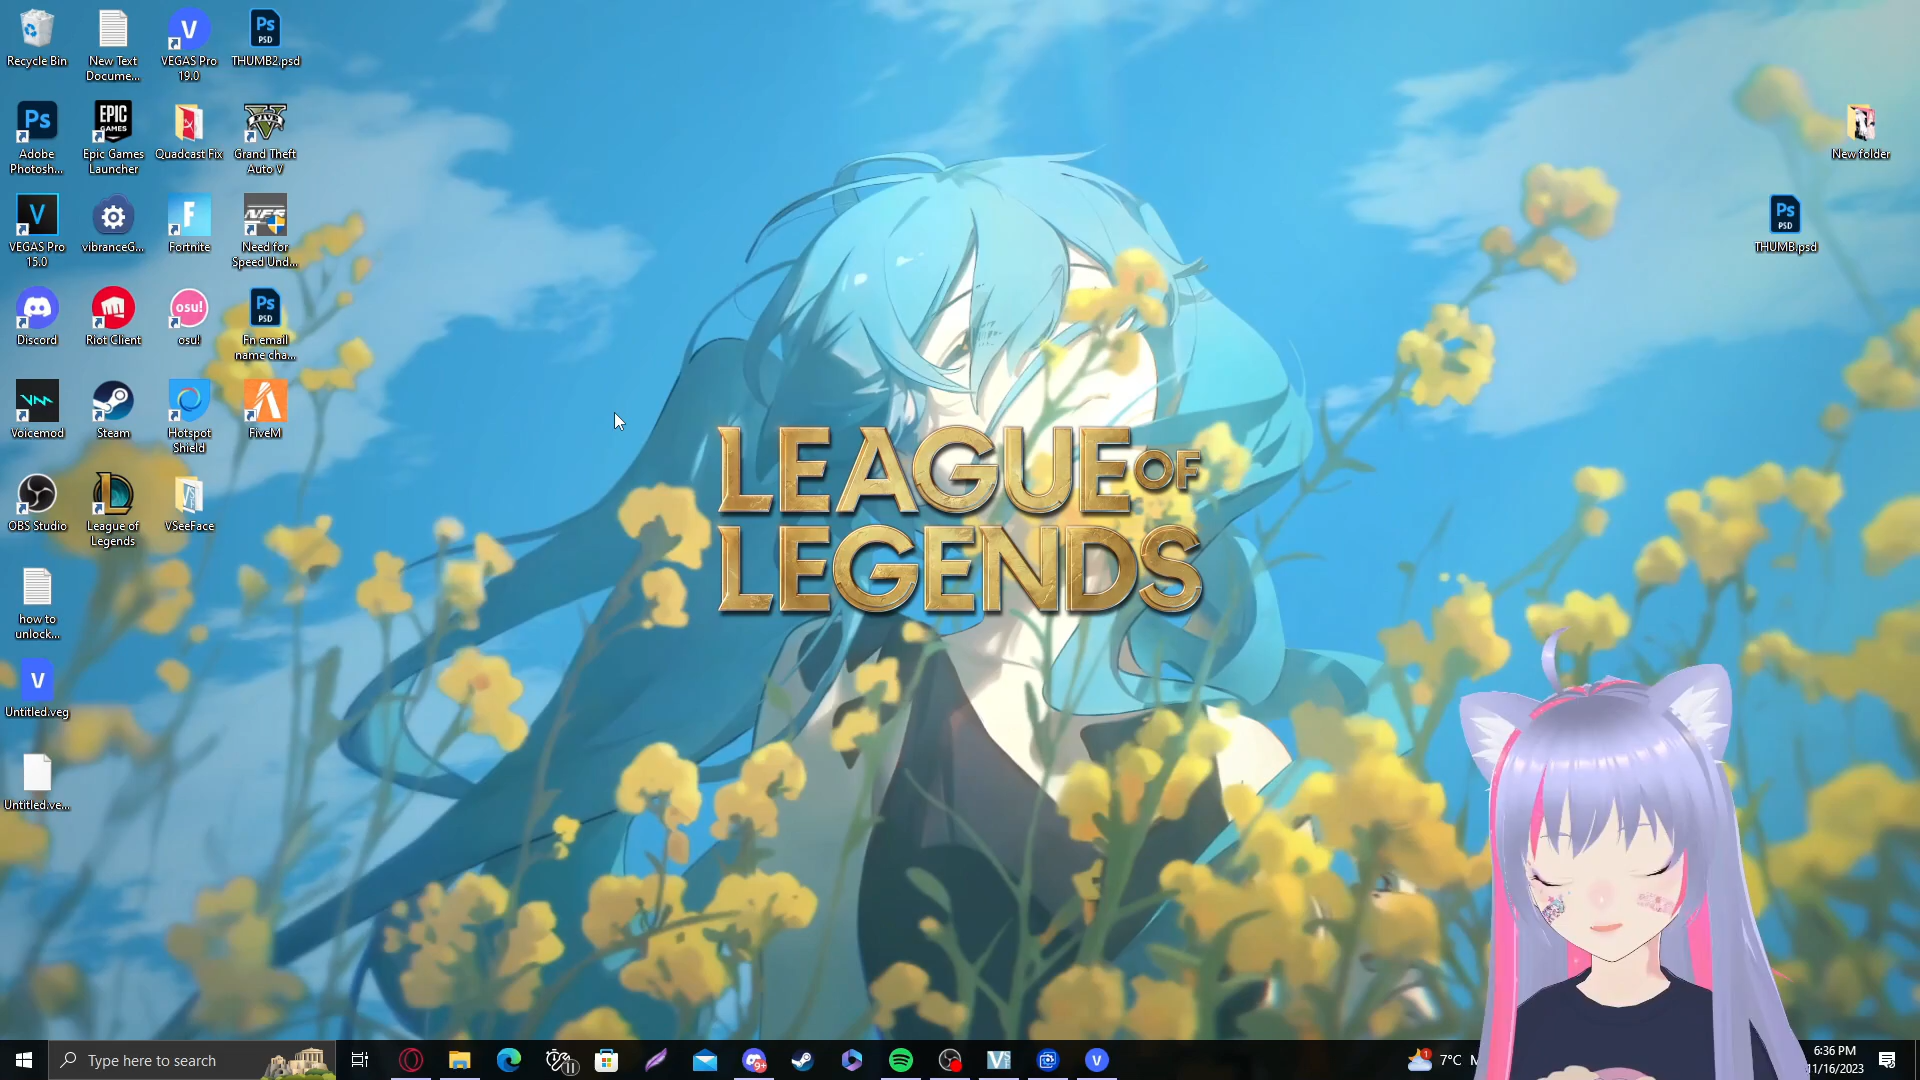 Recycle Bin
New Text
Docume...
VEGAS Pro
19.0
THUMB2.psd
Adobe
Photosh...
Epic Games
Launcher
Quadcast Fix
Grand Theft
Auto V
New folder
VEGAS Pro
15.0
vibranceG...
Fortnite
Need for
Speed Und...
THUMB.psd
Discord
Riot Client
osu!
Fn email
name cha...
Voicemod
Steam
Hotspot
Shield
FiveM
LEAGUE OF
LEGENDS
OBS Studio
League of
Legends
VSeeFace
how to
unlock...
Untitled.veg
Untitled.ve...
Type here to search
7°C
6:36 PM
11/16/2023